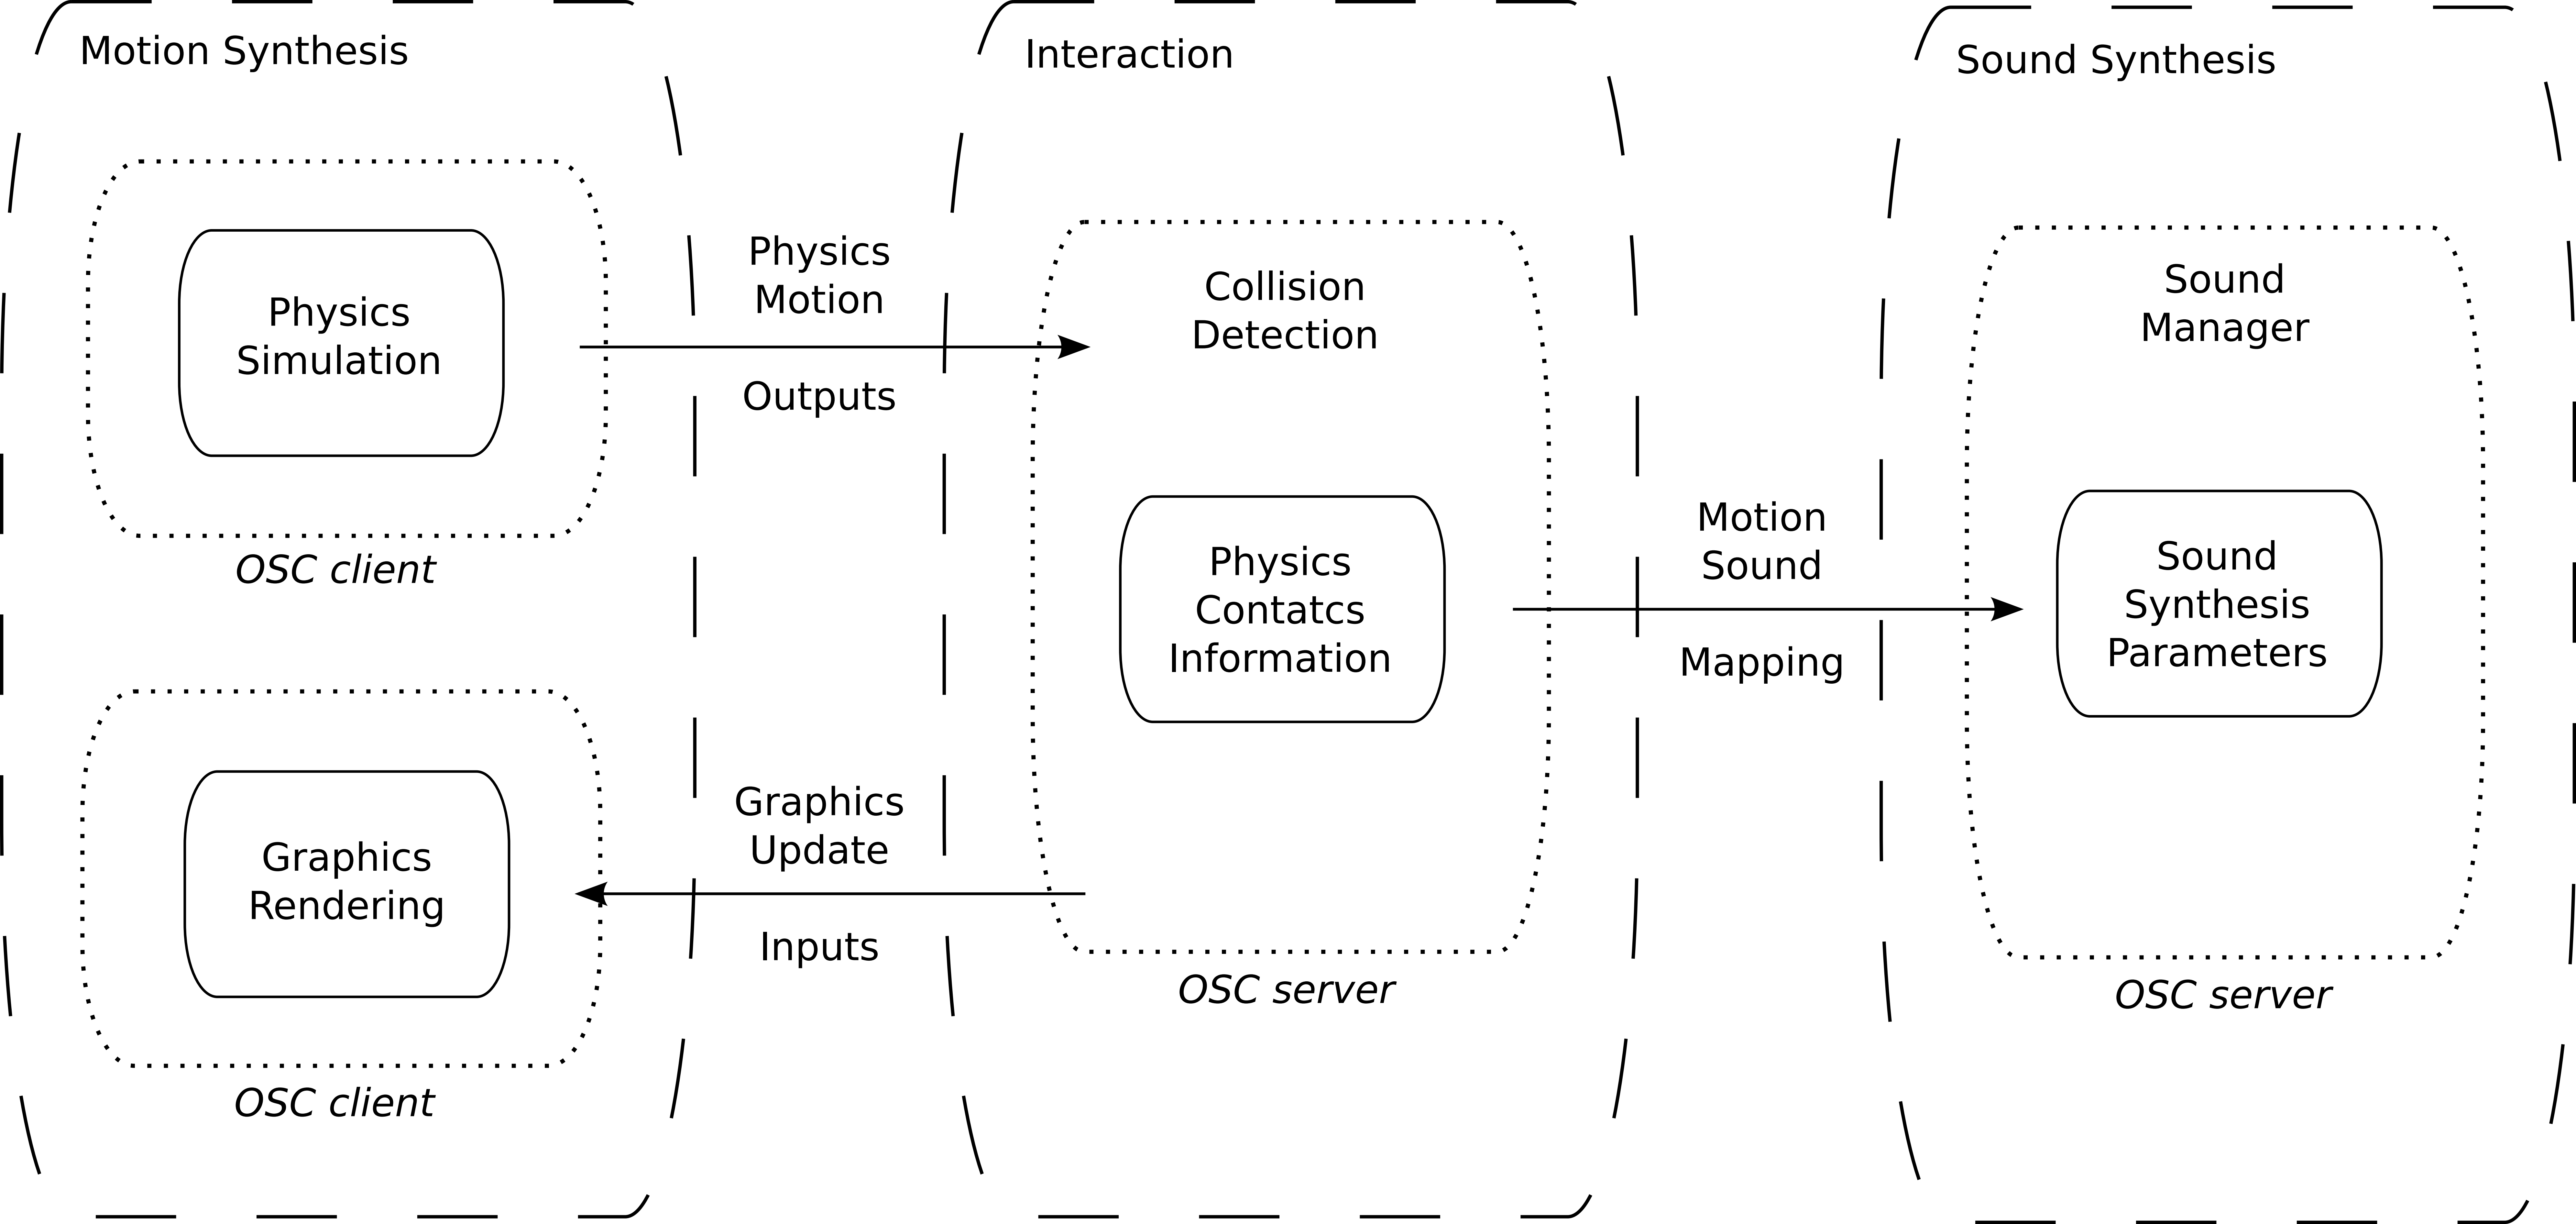 Motion Synthesis
Physics
Simulation
OSC client
Graphics
Rendering
OSC client
Physics
Motion
Outputs
Graphics
Update
Inputs
Interaction
Collision
Detection
Physics
Contatcs
Information
OSC server
Motion
Sound
Mapping
Sound Synthesis
Sound
Manager
Sound
Synthesis
Parameters
OSC server